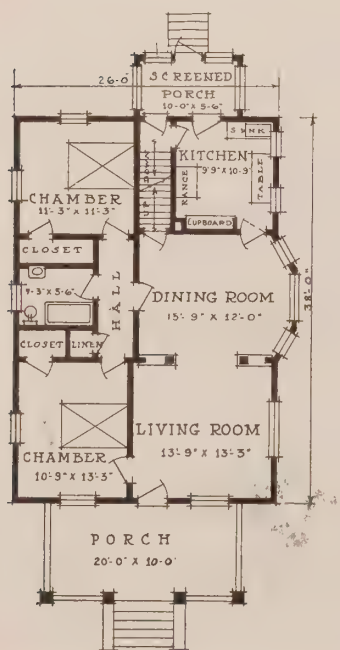 26-0"
SCREENED
PORCH
10-0 X 5-6"
SINK
KITCHEN
9'9" X 10-9"
DOWN
UP
RANGE
TABLE
CUPBOARD
CHAMBER
11'-3" X 11'-3"
CLOSET
9'-3" X 5'-6"
HALL
CLOSET
LINEN
DINING ROOM
15'-9" X 12'-0"
38'-0"
LIVING ROOM
13'-9" X 13'-3"
CHAMBER
10'-9" X 13'-3"
PORCH
20'-0" X 10-0"